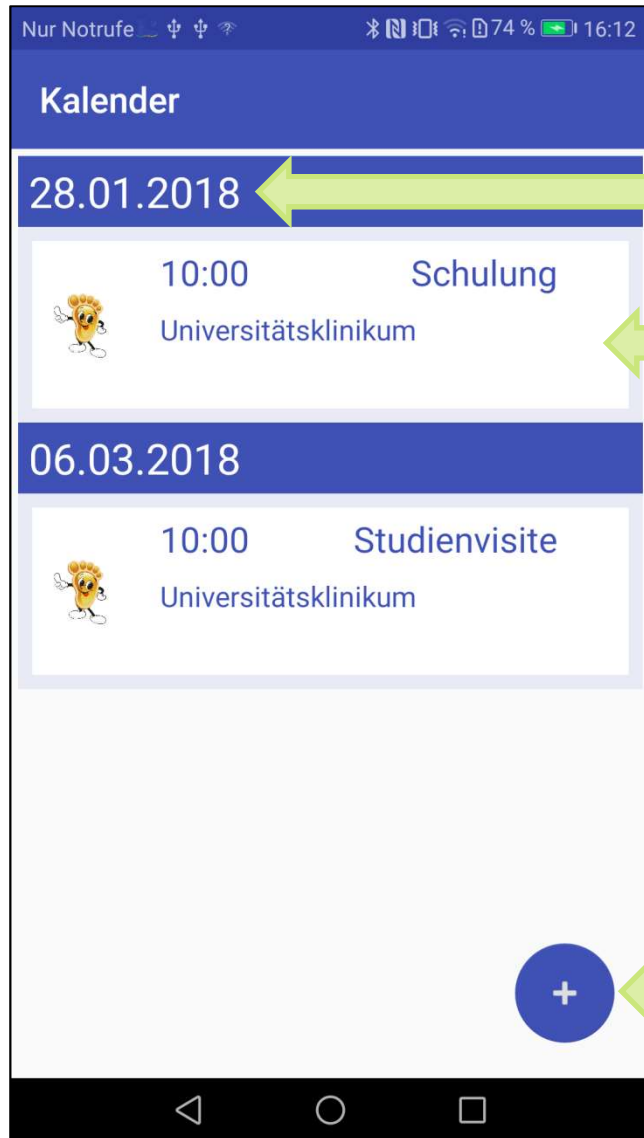 Nur Notrufe 74 % 16:12
Kalender
28.01.2018
10:00 Schulung
Universitätsklinikum
06.03.2018
10:00 Studienvisite
Universitätsklinikum
+